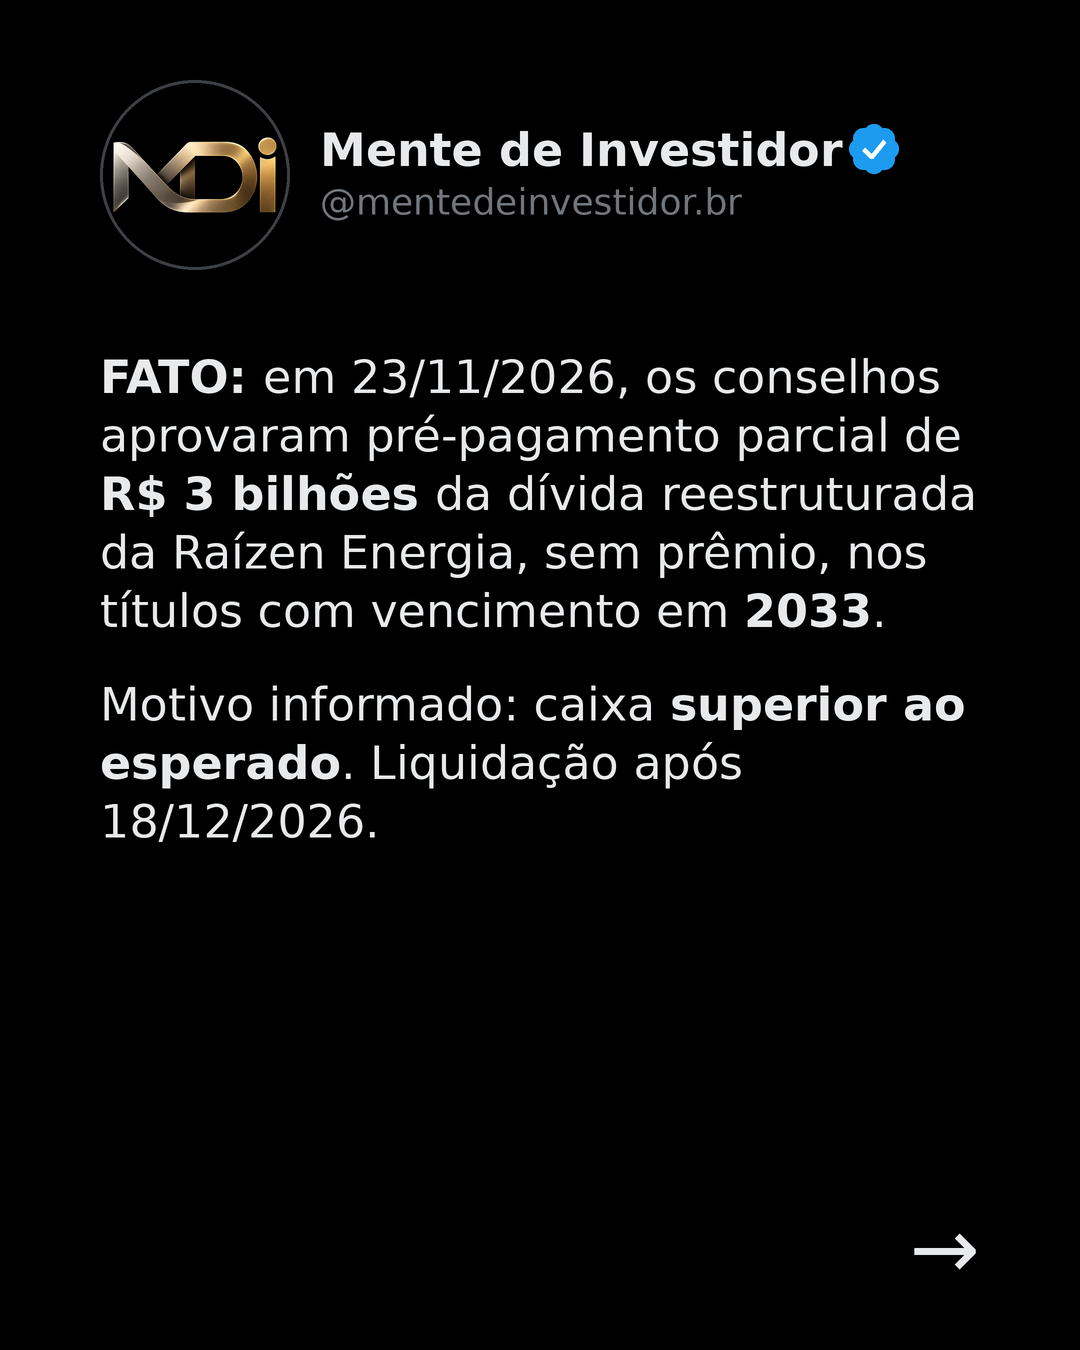 MDi
Mente de Investidor
@mentedeinvestidor.br
FATO: em 23/11/2026, os conselhos
aprovaram pré-pagamento parcial de
R$ 3 bilhões da dívida reestruturada
da Raízen Energia, sem prêmio, nos
títulos com vencimento em 2033.
Motivo informado: caixa superior ao
esperado. Liquidação após
18/12/2026.
→